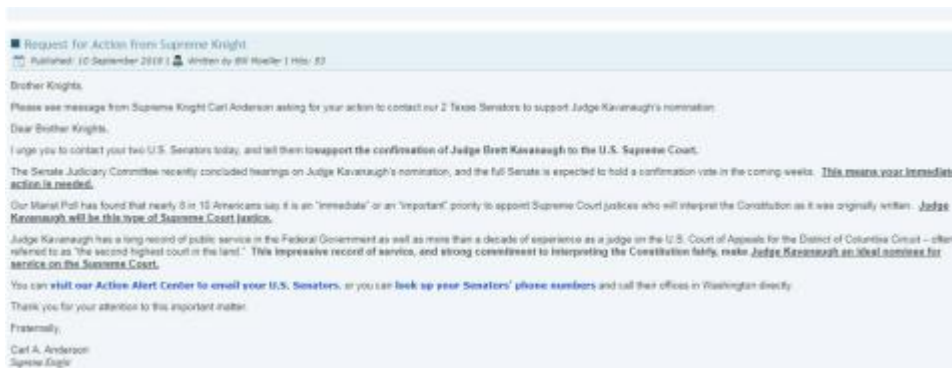 Request for Action from Supreme Knight
Published: 10 September 2018 | Written by Bill Moeller | Hits: 83
Brother Knights,
Please see message from Supreme Knight Carl Anderson asking for your action to contact our 2 Texas Senators to support Judge Kavanaugh's nomination
Dear Brother Knights,
I urge you to contact your two U.S. Senators today, and tell them tosupport the confirmation of Judge Brett Kavanaugh to the U.S. Supreme Court.
The Senate Judiciary Committee recently concluded hearings on Judge Kavanaugh's nomination, and the full Senate is expected to hold a confirmation vote in the coming weeks. This means your immediate
action is needed.
Our Marist Poll has found that nearly 8 in 10 Americans say it is an "immediate" or an "important" priority to appoint Supreme Court justices who will interpret the Constitution as it was originally written. Judge
Kavanaugh will be this type of Supreme Court justice.
Judge Kavanaugh has a long record of public service in the Federal Government as well as more than a decade of experience as a judge on the U.S. Court of Appeals for the District of Columbia Circuit – often
referred to as "the second highest court in the land." This impressive record of service, and strong commitment to interpreting the Constitution fairly, make Judge Kavanaugh an ideal nominee for
service on the Supreme Court.
You can visit our Action Alert Center to email your U.S. Senators, or you can look up your Senators' phone numbers and call their offices in Washington directly.
Thank you for your attention to this important matter.
Fraternally,
Carl A. Anderson
Supreme Knight